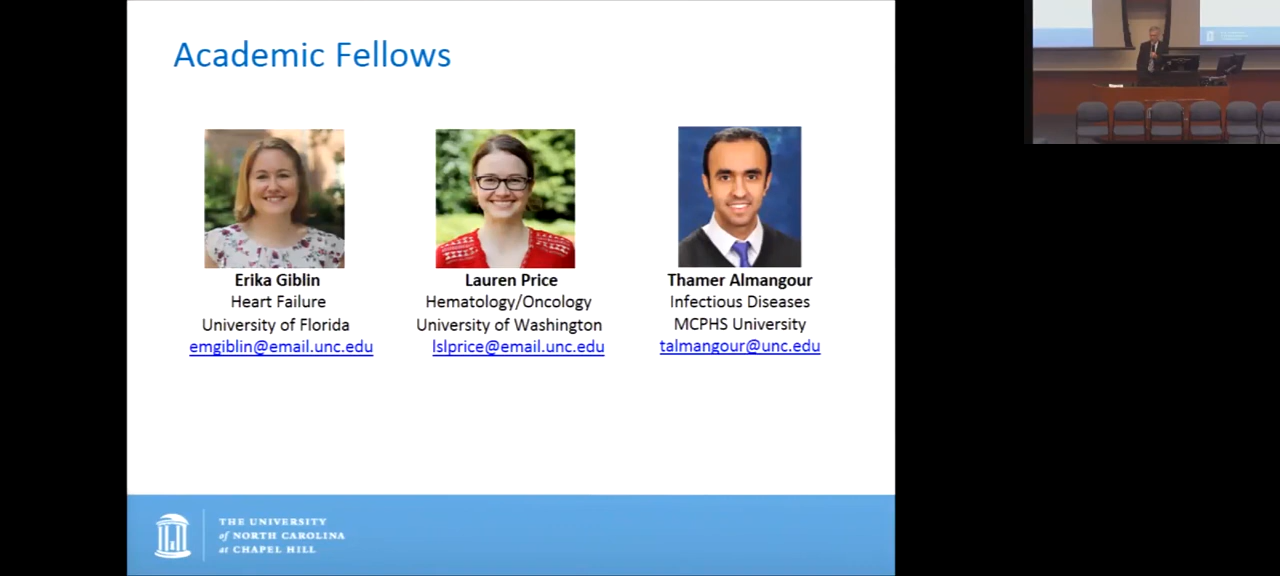 Academic Fellows
Erika Giblin
Heart Failure
University of Florida
emgiblin@email.unc.edu
Lauren Price
Hematology/Oncology
University of Washington
lslprice@email.unc.edu
Thamer Almangour
Infectious Diseases
MCPHS University
talmangour@unc.edu
THE UNIVERSITY
of NORTH CAROLINA
at CHAPEL HILL